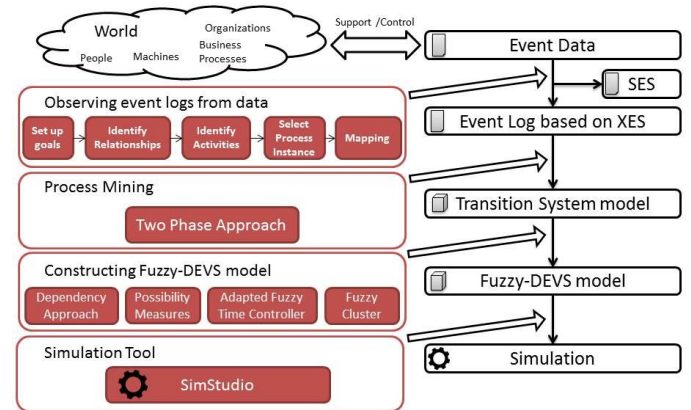 World
Organizations
Business
Processes
People
Machines
Support /Control
Event Data
SES
Observing event logs from data
Set up
goals
Identify
Relationships
Identify
Activities
Select
Process
Instance
Mapping
Event Log based on XES
Process Mining
Two Phase Approach
Transition System model
Constructing Fuzzy-DEVS model
Dependency
Approach
Possibility
Measures
Adapted Fuzzy
Time Controller
Fuzzy
Cluster
Fuzzy-DEVS model
Simulation Tool
SimStudio
Simulation